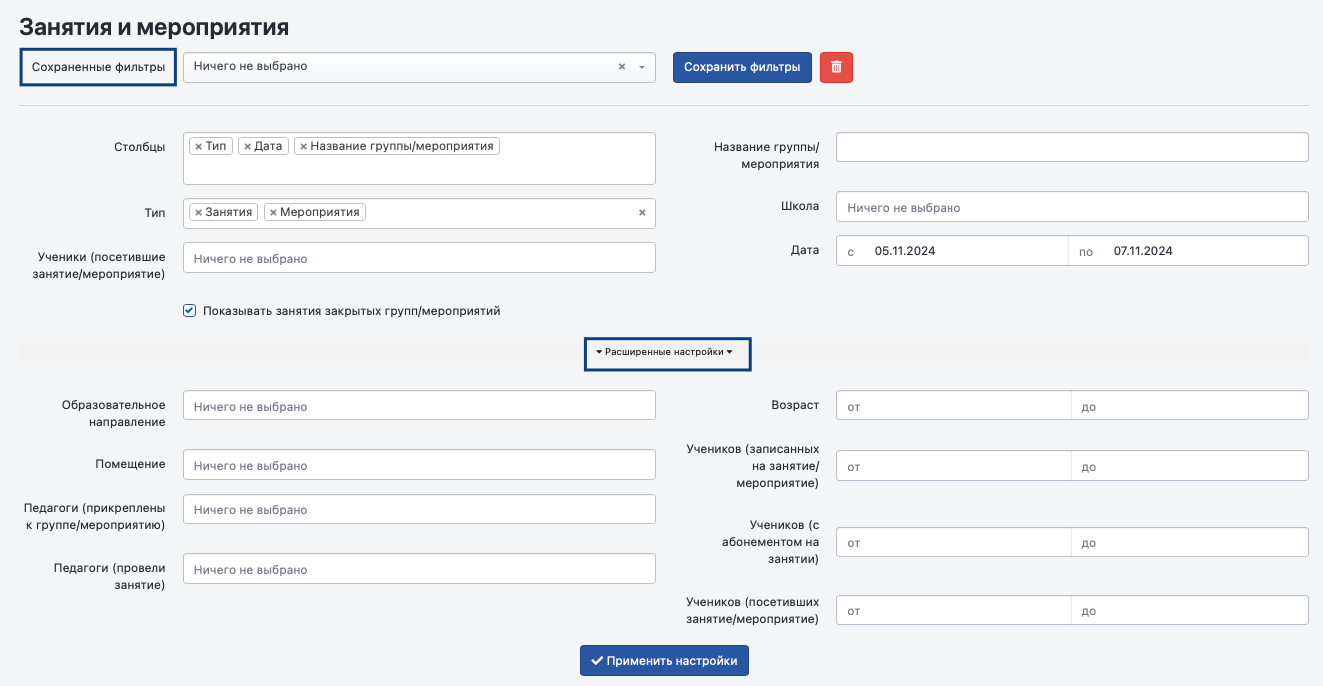 Занятия и мероприятия
Сохраненные фильтры
Ничего не выбрано
Сохранить фильтры
Столбцы
× Тип × Дата × Название группы/мероприятия
Название группы/
мероприятия
Тип
× Занятия × Мероприятия
Школа
Ничего не выбрано
Ученики (посетившие
занятие/мероприятие)
Ничего не выбрано
Дата
с 05.11.2024 по 07.11.2024
Показывать занятия закрытых групп/мероприятий
Расширенные настройки
Образовательное
направление
Ничего не выбрано
Возраст
от до
Помещение
Ничего не выбрано
Учеников (записанных
на занятие/
мероприятие)
от до
Педагоги (прикреплены
к группе/мероприятию)
Ничего не выбрано
Учеников (с
абонементом на
занятии)
от до
Педагоги (провели
занятие)
Ничего не выбрано
Учеников (посетивших
занятие/мероприятие)
от до
Применить настройки